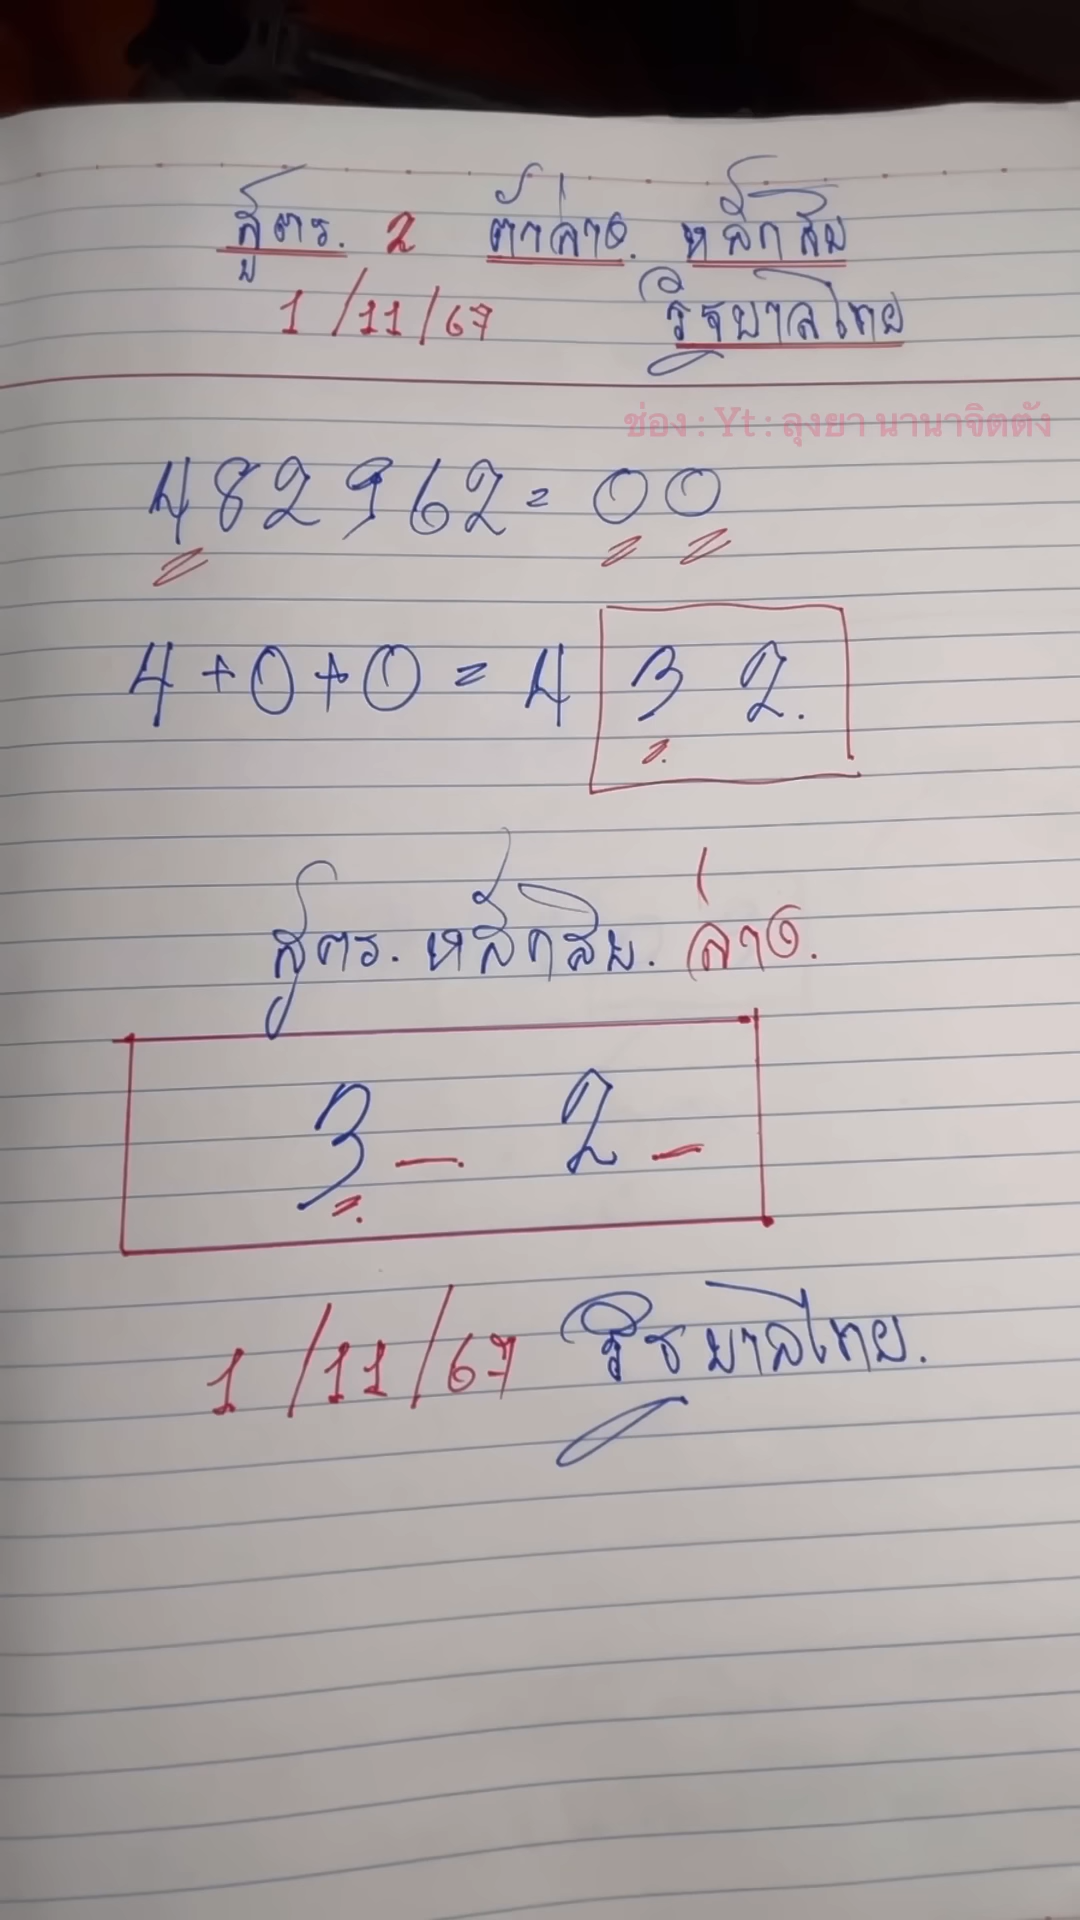 สูตร. 2 ตัวล่าง. หลักสิบ
1/11/67 รัฐบาลไทย
ช่อง : Yt : ลุงยา นานาจิตตัง
482962 = 00
4+0+0 = 4 3 2.
สูตร. หลักสิบ. ล่าง.
3 - 2 -
1/11/67 รัฐบาลไทย.